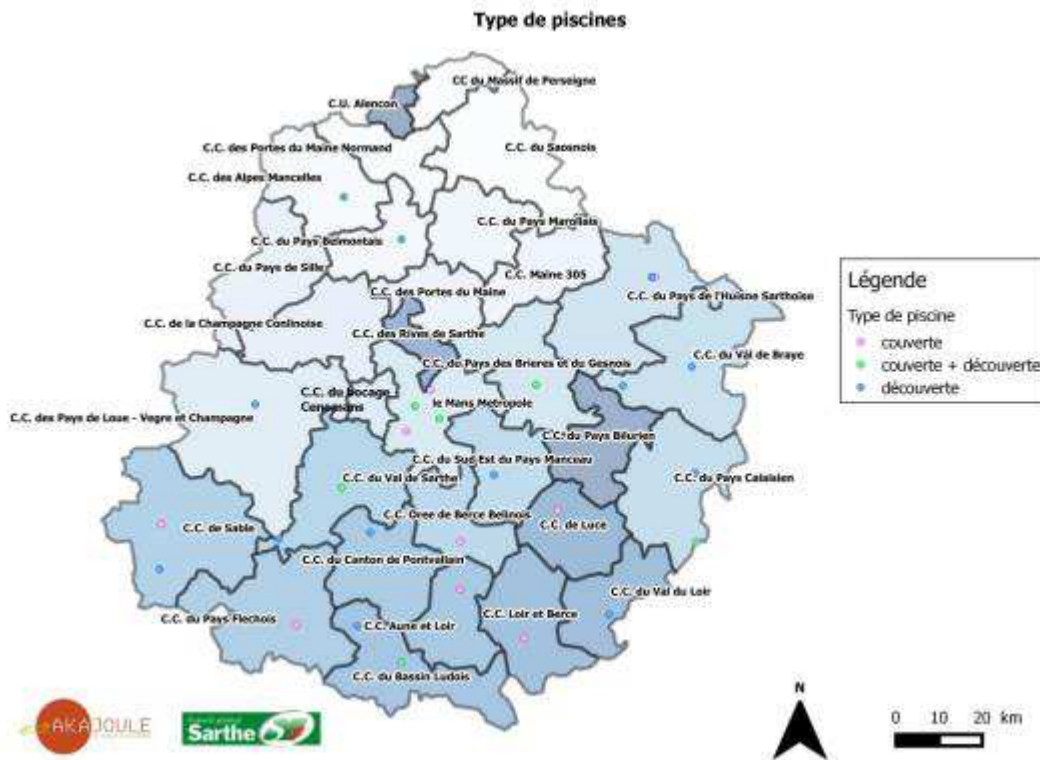 Type de piscines
CC du Massif de Perseigne
C.U. Alencon
C.C. des Portes du Maine Normand
C.C. du Saosnois
C.C. des Alpes Mancelles
C.C. du Pays Marollais
C.C. du Pays Belmontais
C.C. du Pays de Sille
C.C. Maine 305
C.C. des Portes du Maine
C.C. du Pays de l'Huisne Sarthoise
C.C. de la Champagne Conlinoise
C.C. des Rives de Sarthe
C.C. du Pays des Brieres et du Gesnois
C.C. du Val de Braye
C.C. du Bocage
Cenomans
le Mans Metropole
C.C. des Pays de Loue - Vegre et Champagne
C.C. du Pays Bilurien
C.C. du Sud Est du Pays Manceau
C.C. du Val de Sarthe
C.C. du Pays Calaisien
C.C. Oree de Berce Belinois
C.C. de Sable
C.C. de Luce
C.C. du Canton de Pontvallain
C.C. du Val du Loir
C.C. Loir et Berce
C.C. du Pays Flechois
C.C. Aune et Loir
C.C. du Bassin Ludois
Légende
Type de piscine
couverte
couverte + découverte
découverte
AKAJOULE
Sarthe
N
0 10 20 km